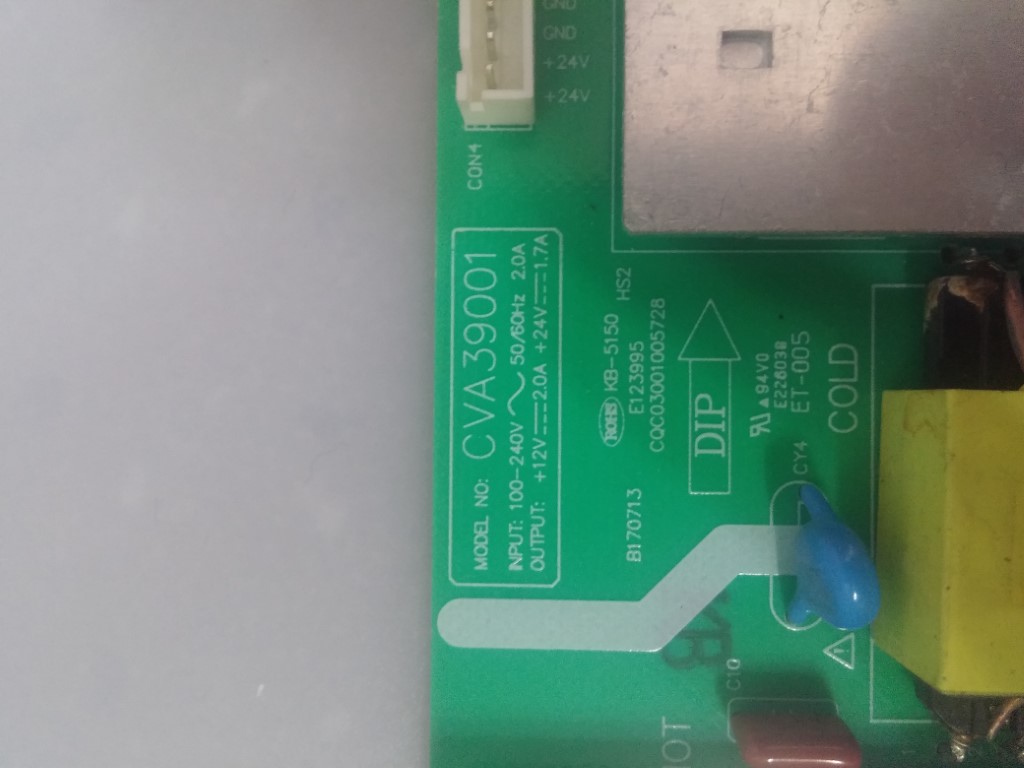 GND
GND
+24V
+24V
CON4
MODEL NO: CVA39001
INPUT: 100-240V ~ 50/60Hz 2.0A
OUTPUT: +12V⎓2.0A +24V⎓1.7A
ROHS KB-5150 HS2
E123995
CQC03001005728
B170713
DIP
94V0
E226038
ET-005
COLD
CY4
C10